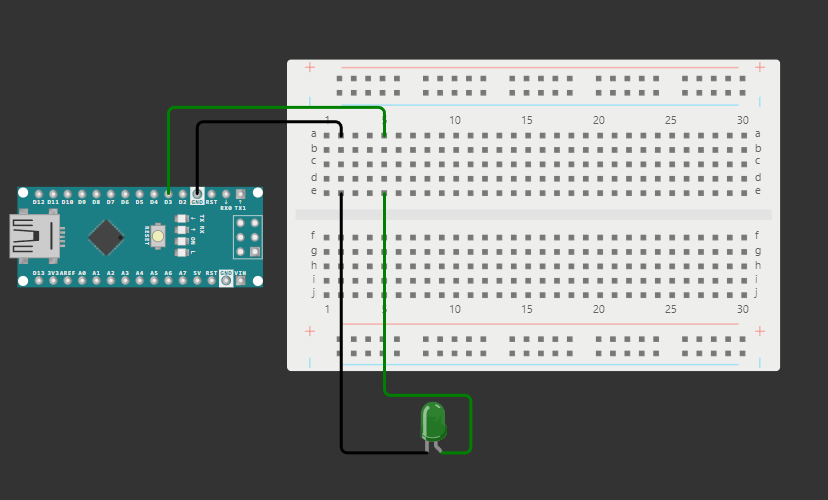 1 5 10 15 20 25 30
a a
b b
c c
d d
e e
D12 D11 D10 D9 D8 D7 D6 D5 D4 D3 D2 GND RST
RX0 TX1
RESET
TX
RX
ON
L
f f
g g
h h
i i
j j
D13 3V3 AREF A0 A1 A2 A3 A4 A5 A6 A7 5V RST GND VIN
1 5 10 15 20 25 30